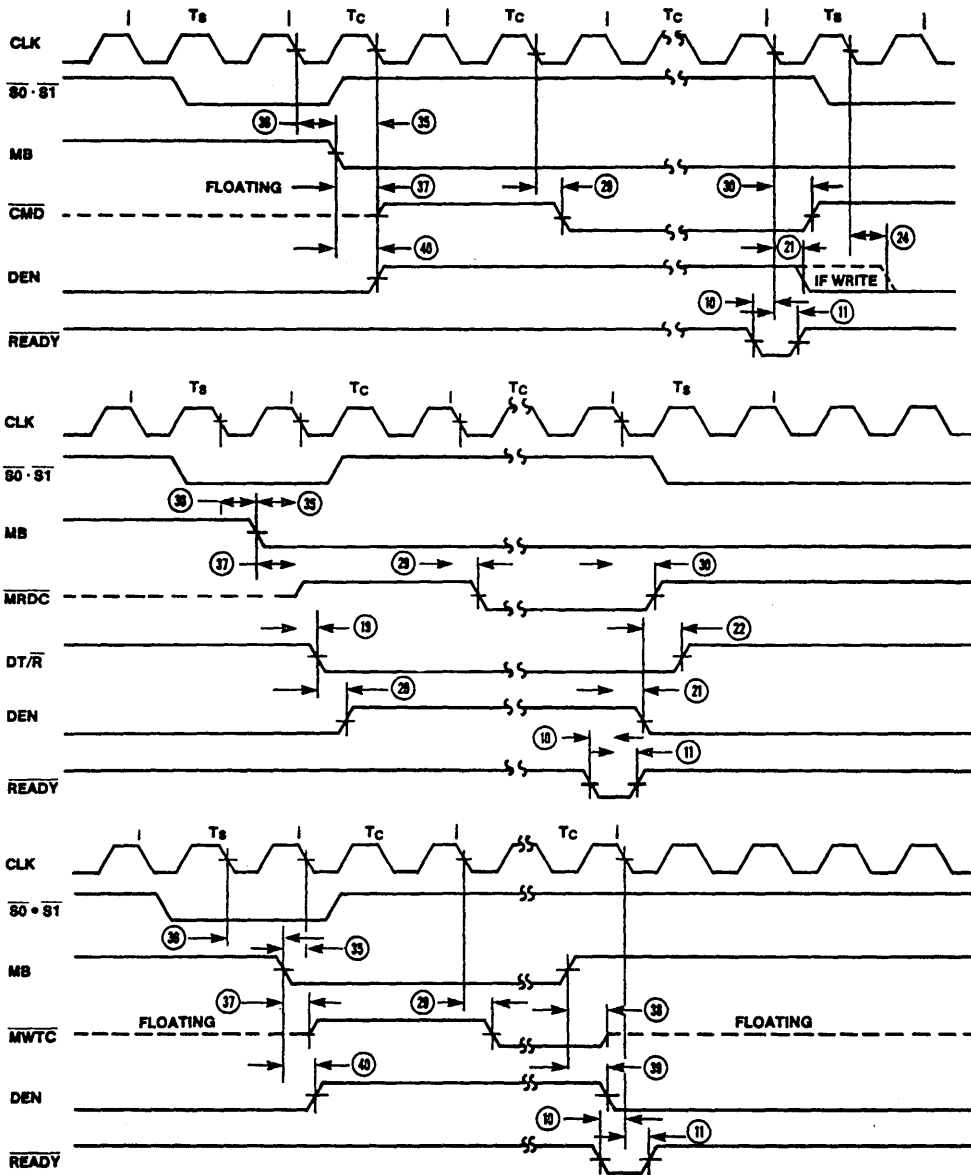 Ts Tc Tc Tc Ts
CLK
S0 · S1
36 35
MB
FLOATING 37 29 30
CMD
40 21 24
DEN IF WRITE
10 11
READY
Ts Tc Tc Ts
CLK
S0 · S1
36 35
MB
37 29 30
MRDC
19 22
DT/R
21
DEN
10 11
READY
Ts Tc Tc
CLK
S0 • S1
36 35
MB
37 29 38
FLOATING FLOATING
MWTC
40 39
DEN
10 11
READY